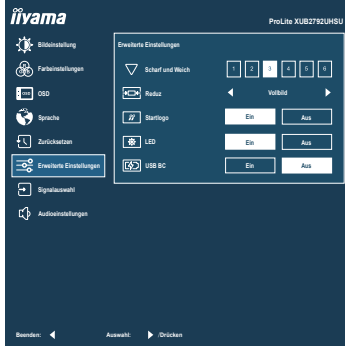 iiyama
ProLite XUB2792UHSU
Bildeinstellung
Farbeinstellungen
OSD OSD
Sprache
Zurücksetzen
Erweiterte Einstellungen
Signalauswahl
Audioeinstellungen
Erweiterte Einstellungen
Scharf und Weich 1 2 3 4 5 6
Reduz Vollbild
Startlogo Ein Aus
LED Ein Aus
USB BC Ein Aus
Beenden: Auswahl: /Drücken